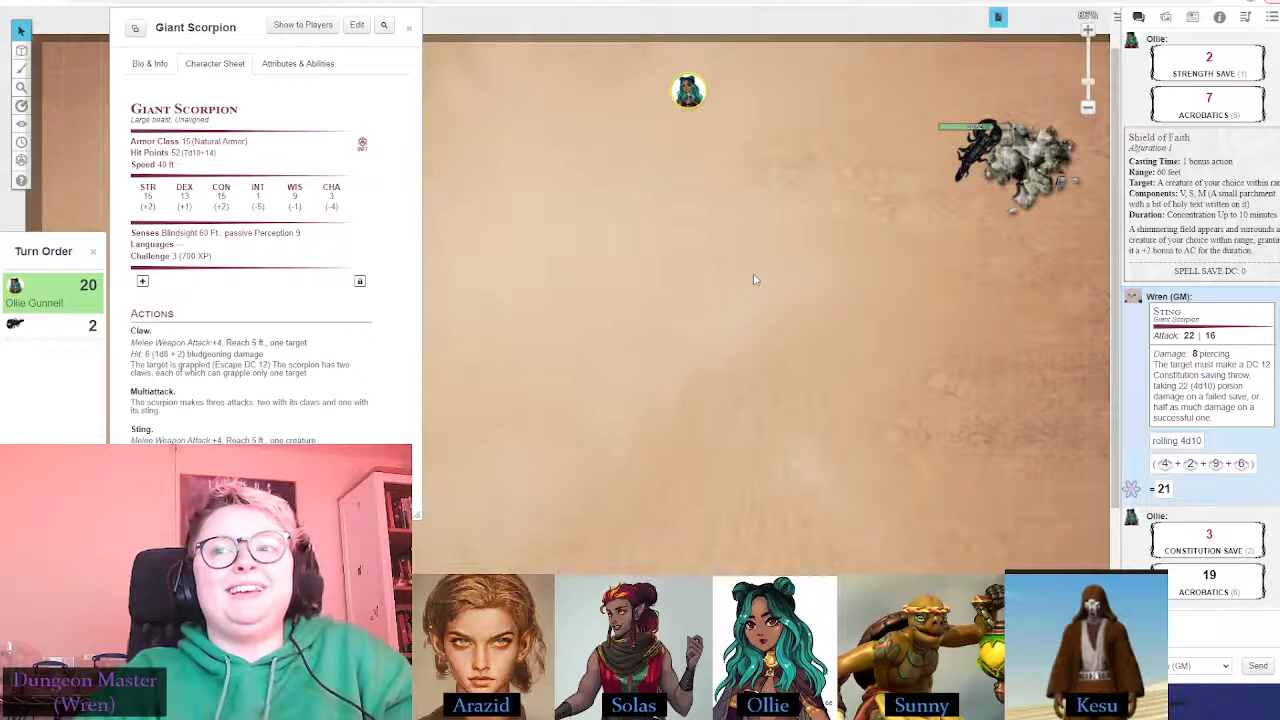 Giant Scorpion
Show to Players
Edit
Bio & Info
Character Sheet
Attributes & Abilities
GIANT SCORPION
Large beast, Unaligned
Armor Class 15 (Natural Armor)
Hit Points 52 (7d10+14)
Speed 40 ft
INIT
STR DEX CON INT WIS CHA
15 13 15 1 9 3
(+2) (+1) (+2) (-5) (-1) (-4)
Senses Blindsight 60 Ft., passive Perception 9
Languages —
Challenge 3 (700 XP)
ACTIONS
Claw.
Melee Weapon Attack: +4, Reach 5 ft., one target
Hit: 6 (1d8 + 2) bludgeoning damage
The target is grappled (Escape DC 12) The scorpion has two
claws, each of which can grapple only one target
Multiattack.
The scorpion makes three attacks: two with its claws and one with
its sting.
Sting.
Melee Weapon Attack: +4, Reach 5 ft., one creature
Turn Order
Ollie Gunnell
20
2
Ollie:
2
STRENGTH SAVE (1)
7
ACROBATICS (6)
Shield of Faith
Abjuration 1
Casting Time: 1 bonus action
Range: 60 feet
Target: A creature of your choice within range
Components: V, S, M (A small parchment
with a bit of holy text written on it)
Duration: Concentration Up to 10 minutes
A shimmering field appears and surrounds a
creature of your choice within range, granting
it a +2 bonus to AC for the duration.
SPELL SAVE DC: 0
Wren (GM):
STING
Giant Scorpion
Attack: 22 | 16
Damage: 8 piercing
The target must make a DC 12
Constitution saving throw,
taking 22 (4d10) poison
damage on a failed save, or
half as much damage on a
successful one.
rolling 4d10
(4+2+9+6)
= 21
Ollie:
3
CONSTITUTION SAVE (2)
19
ACROBATICS (6)
(GM)
Send
Dungeon Master
(Wren)
Arazid
Solas
Ollie
Sunny
Kesu